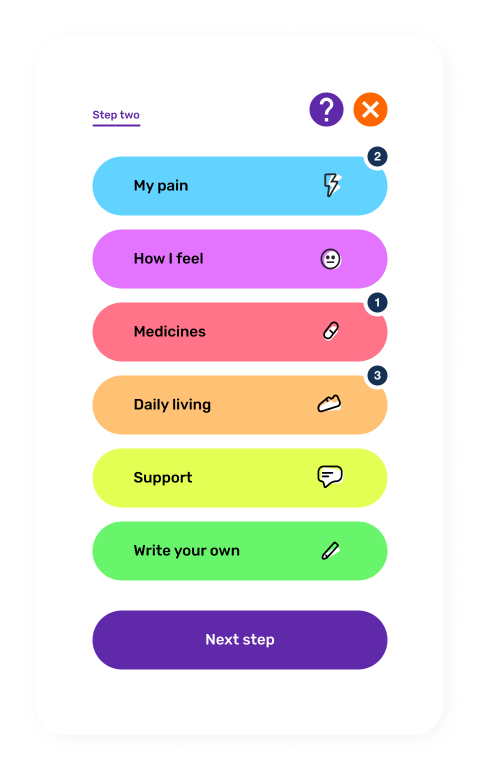 Step two
?
2
My pain
How I feel
1
Medicines
3
Daily living
Support
Write your own
Next step